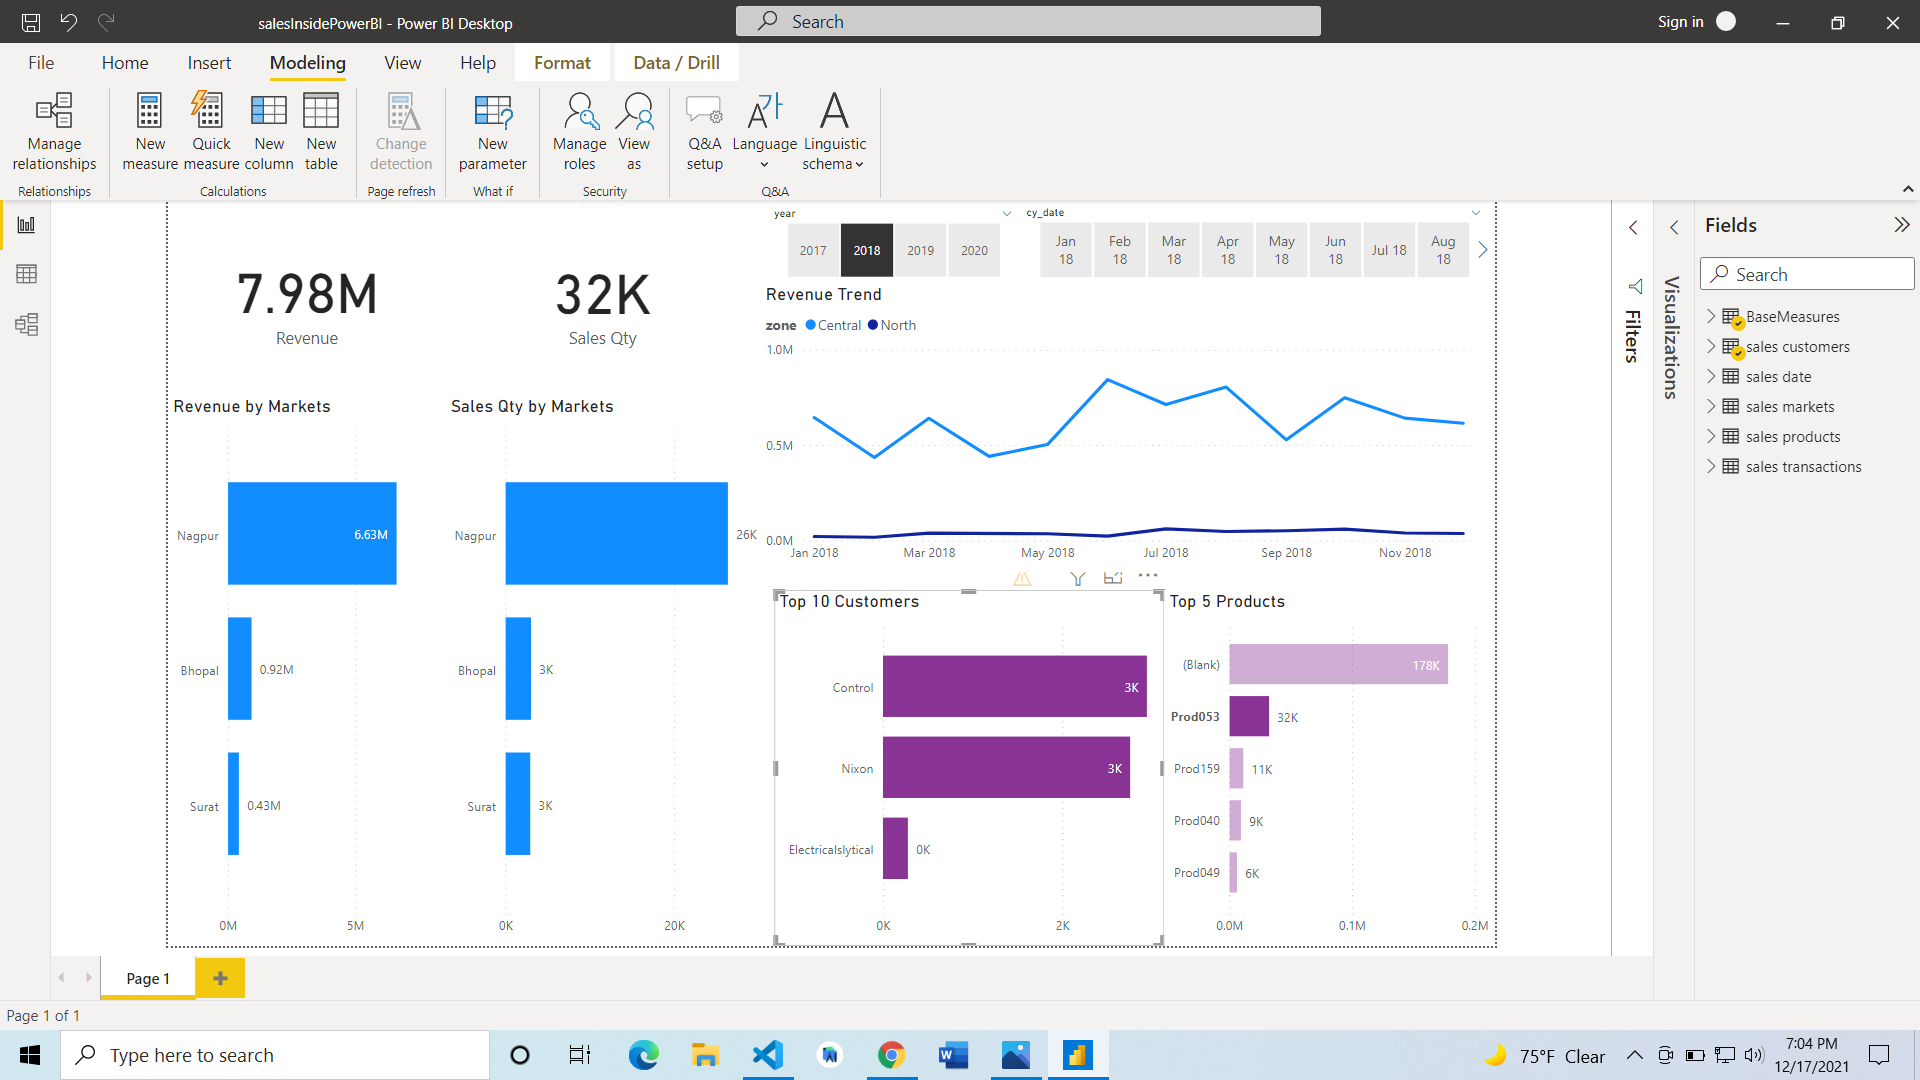 salesInsidePowerBI - Power BI Desktop
Search
Sign in
File Home Insert Modeling View Help Format Data / Drill
Manage relationships
New measure
Quick measure
New column
New table
Change detection
New parameter
Manage roles
View as
Q&A setup
Language
Linguistic schema
Relationships
Calculations
Page refresh
What if
Security
Q&A
7.98M
Revenue
32K
Sales Qty
year
2017 2018 2019 2020
cy_date
Jan 18
Feb 18
Mar 18
Apr 18
May 18
Jun 18
Jul 18
Aug 18
Revenue Trend
zone Central North
1.0M
0.5M
0.0M
Jan 2018 Mar 2018 May 2018 Jul 2018 Sep 2018 Nov 2018
Revenue by Markets
Nagpur 6.63M
Bhopal 0.92M
Surat 0.43M
0M 5M
Sales Qty by Markets
Nagpur 26K
Bhopal 3K
Surat 3K
0K 20K
Top 10 Customers
Control 3K
Nixon 3K
Electricalslytical 0K
0K 2K
Top 5 Products
(Blank) 178K
Prod053 32K
Prod159 11K
Prod040 9K
Prod049 6K
0.0M 0.1M 0.2M
Filters
Visualizations
Fields
Search
BaseMeasures
sales customers
sales date
sales markets
sales products
sales transactions
Page 1
Page 1 of 1
Type here to search
75°F Clear
7:04 PM
12/17/2021